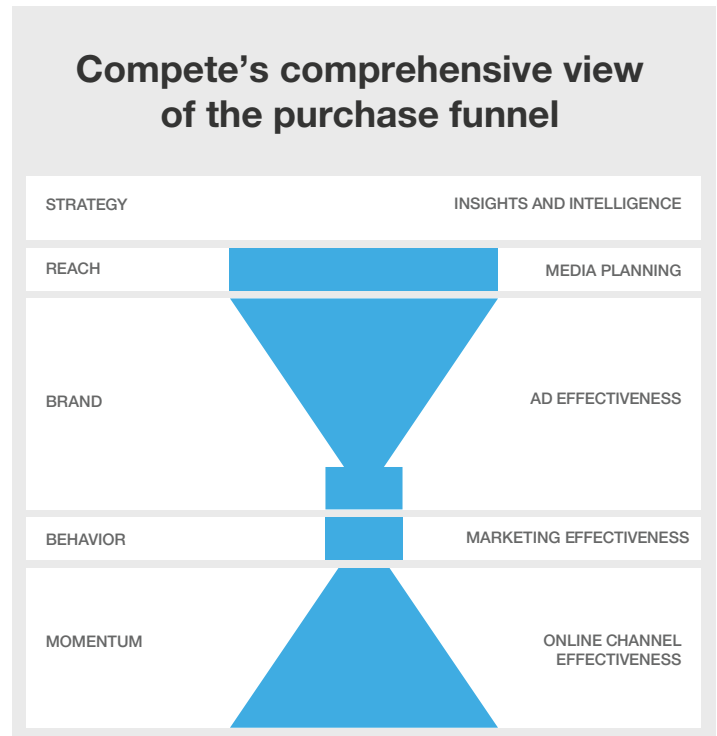 Compete’s comprehensive view
of the purchase funnel
STRATEGY
INSIGHTS AND INTELLIGENCE
REACH
MEDIA PLANNING
BRAND
AD EFFECTIVENESS
BEHAVIOR
MARKETING EFFECTIVENESS
MOMENTUM
ONLINE CHANNEL
EFFECTIVENESS